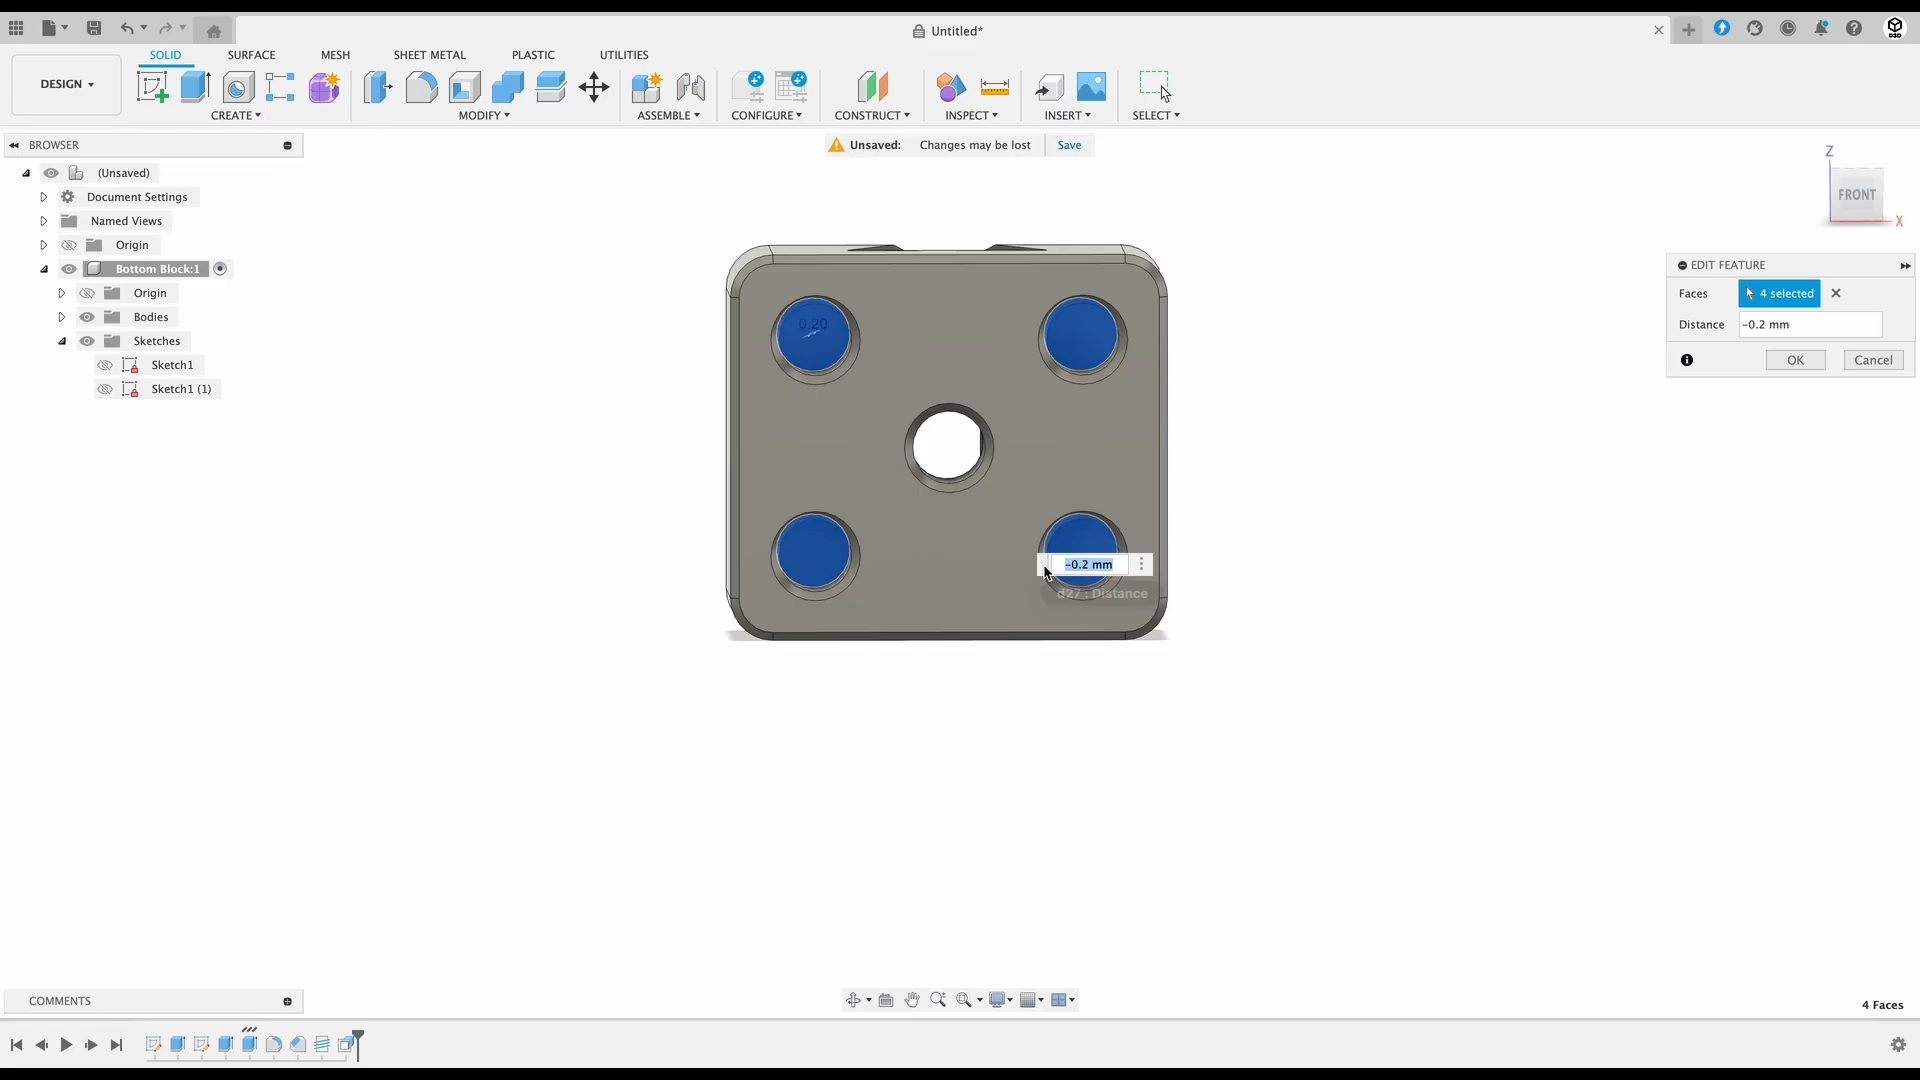 Untitled*
SOLID SURFACE MESH SHEET METAL PLASTIC UTILITIES
DESIGN
CREATE MODIFY ASSEMBLE CONFIGURE CONSTRUCT INSPECT INSERT SELECT
BROWSER
Unsaved: Changes may be lost Save
(Unsaved)
Document Settings
Named Views
Origin
Bottom Block:1
Origin
Bodies
Sketches
Sketch1
Sketch1 (1)
Z
FRONT
X
EDIT FEATURE
Faces 4 selected
Distance -0.2 mm
OK Cancel
0.20
-0.2 mm
d27 : Distance
COMMENTS
4 Faces